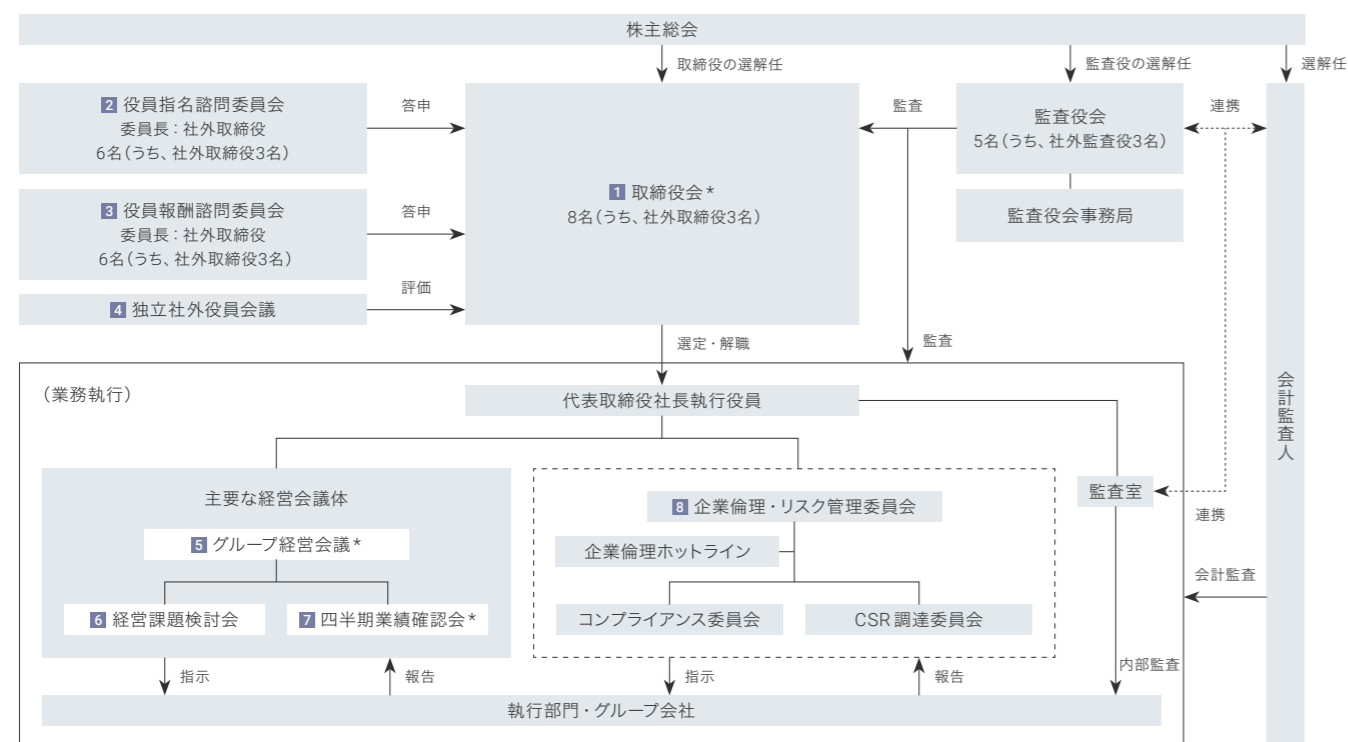 株主総会
取締役の選解任
監査役の選解任
選解任
2 役員指名諮問委員会
委員長：社外取締役
6名（うち、社外取締役3名）
答申
3 役員報酬諮問委員会
委員長：社外取締役
6名（うち、社外取締役3名）
答申
4 独立社外役員会議
評価
1 取締役会*
8名（うち、社外取締役3名）
監査
監査役会
5名（うち、社外監査役3名）
監査役会事務局
連携
会計監査人
選定・解職
監査
（業務執行）
代表取締役社長執行役員
主要な経営会議体
5 グループ経営会議*
6 経営課題検討会
7 四半期業績確認会*
8 企業倫理・リスク管理委員会
企業倫理ホットライン
コンプライアンス委員会
CSR調達委員会
監査室
連携
会計監査
内部監査
指示
報告
指示
報告
執行部門・グループ会社